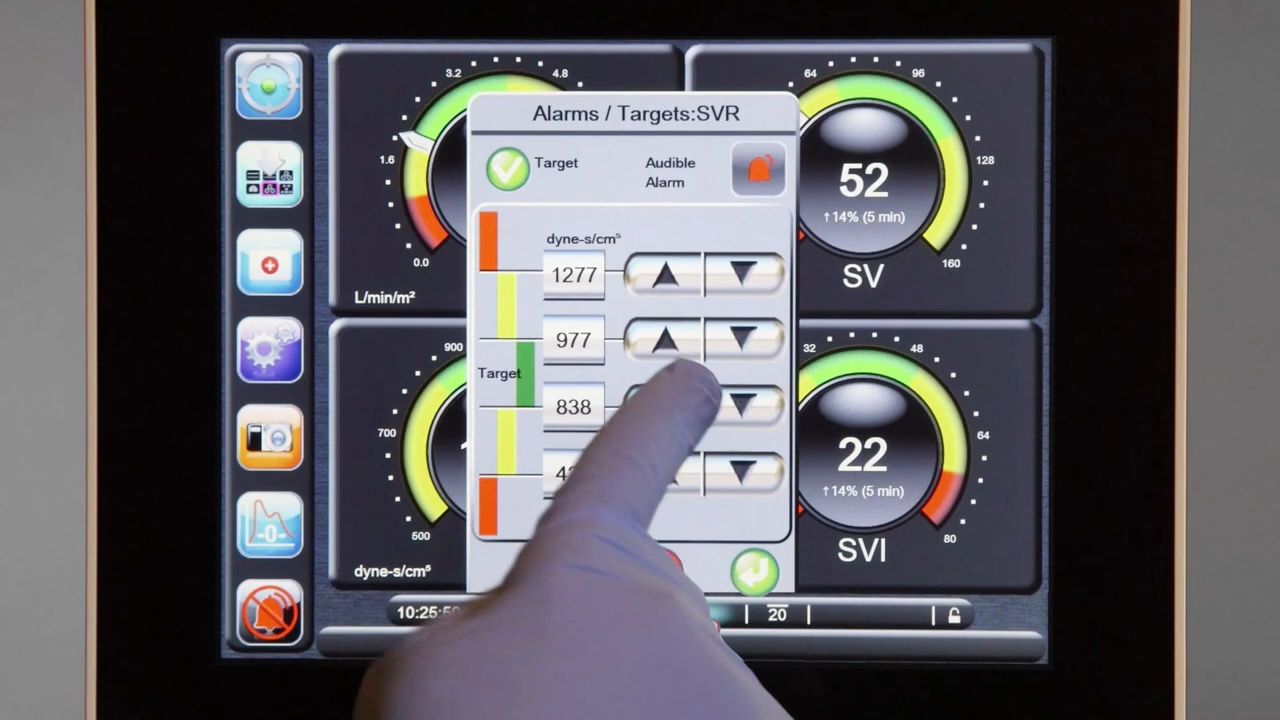 3.2 4.8
1.6
0.0
L/min/m²
64 96
128
160
52
↑14% (5 min)
SV
Alarms / Targets:SVR
Target
Audible
Alarm
dyne-s/cm⁵
1277
977
Target
838
900
700
500
dyne-s/cm⁵
32 48
64
80
22
↑14% (5 min)
SVI
-0-
20